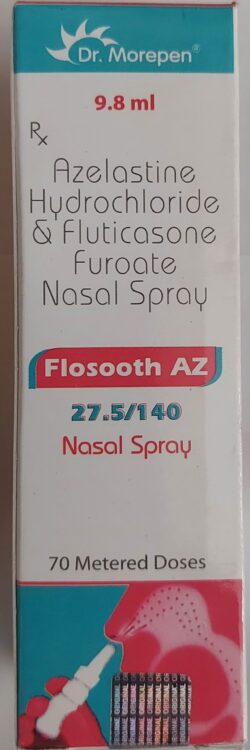 Dr. Morepen®
9.8 ml
Rx
Azelastine
Hydrochloride
& Fluticasone
Furoate
Nasal Spray
Flosooth AZ
27.5/140
Nasal Spray
70 Metered Doses